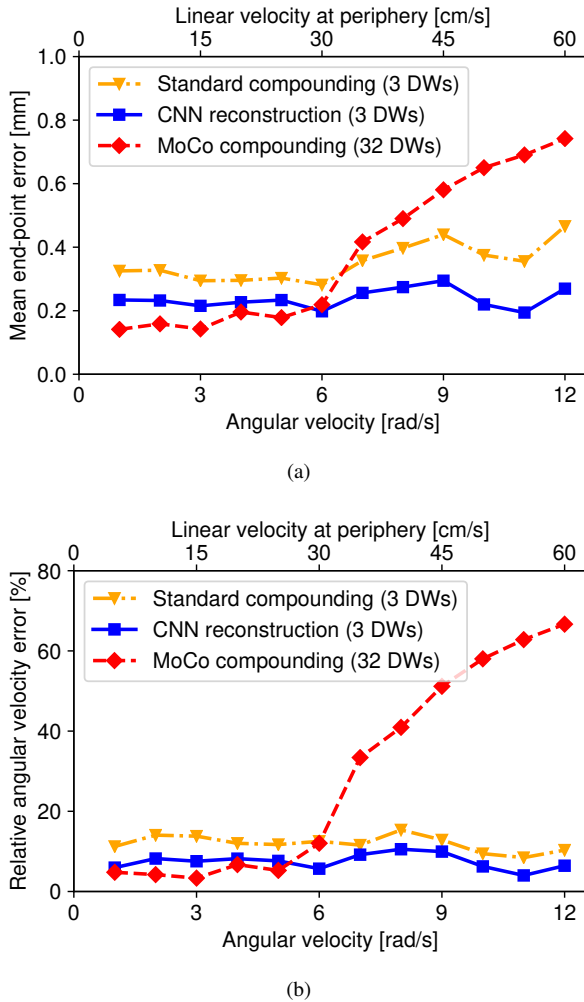 Linear velocity at periphery [cm/s]
0 15 30 45 60
1.0
0.8
0.6
0.4
0.2
0.0
Mean end-point error [mm]
Standard compounding (3 DWs)
CNN reconstruction (3 DWs)
MoCo compounding (32 DWs)
0 3 6 9 12
Angular velocity [rad/s]
(a)
Linear velocity at periphery [cm/s]
0 15 30 45 60
80
60
40
20
0
Relative angular velocity error [%]
Standard compounding (3 DWs)
CNN reconstruction (3 DWs)
MoCo compounding (32 DWs)
0 3 6 9 12
Angular velocity [rad/s]
(b)